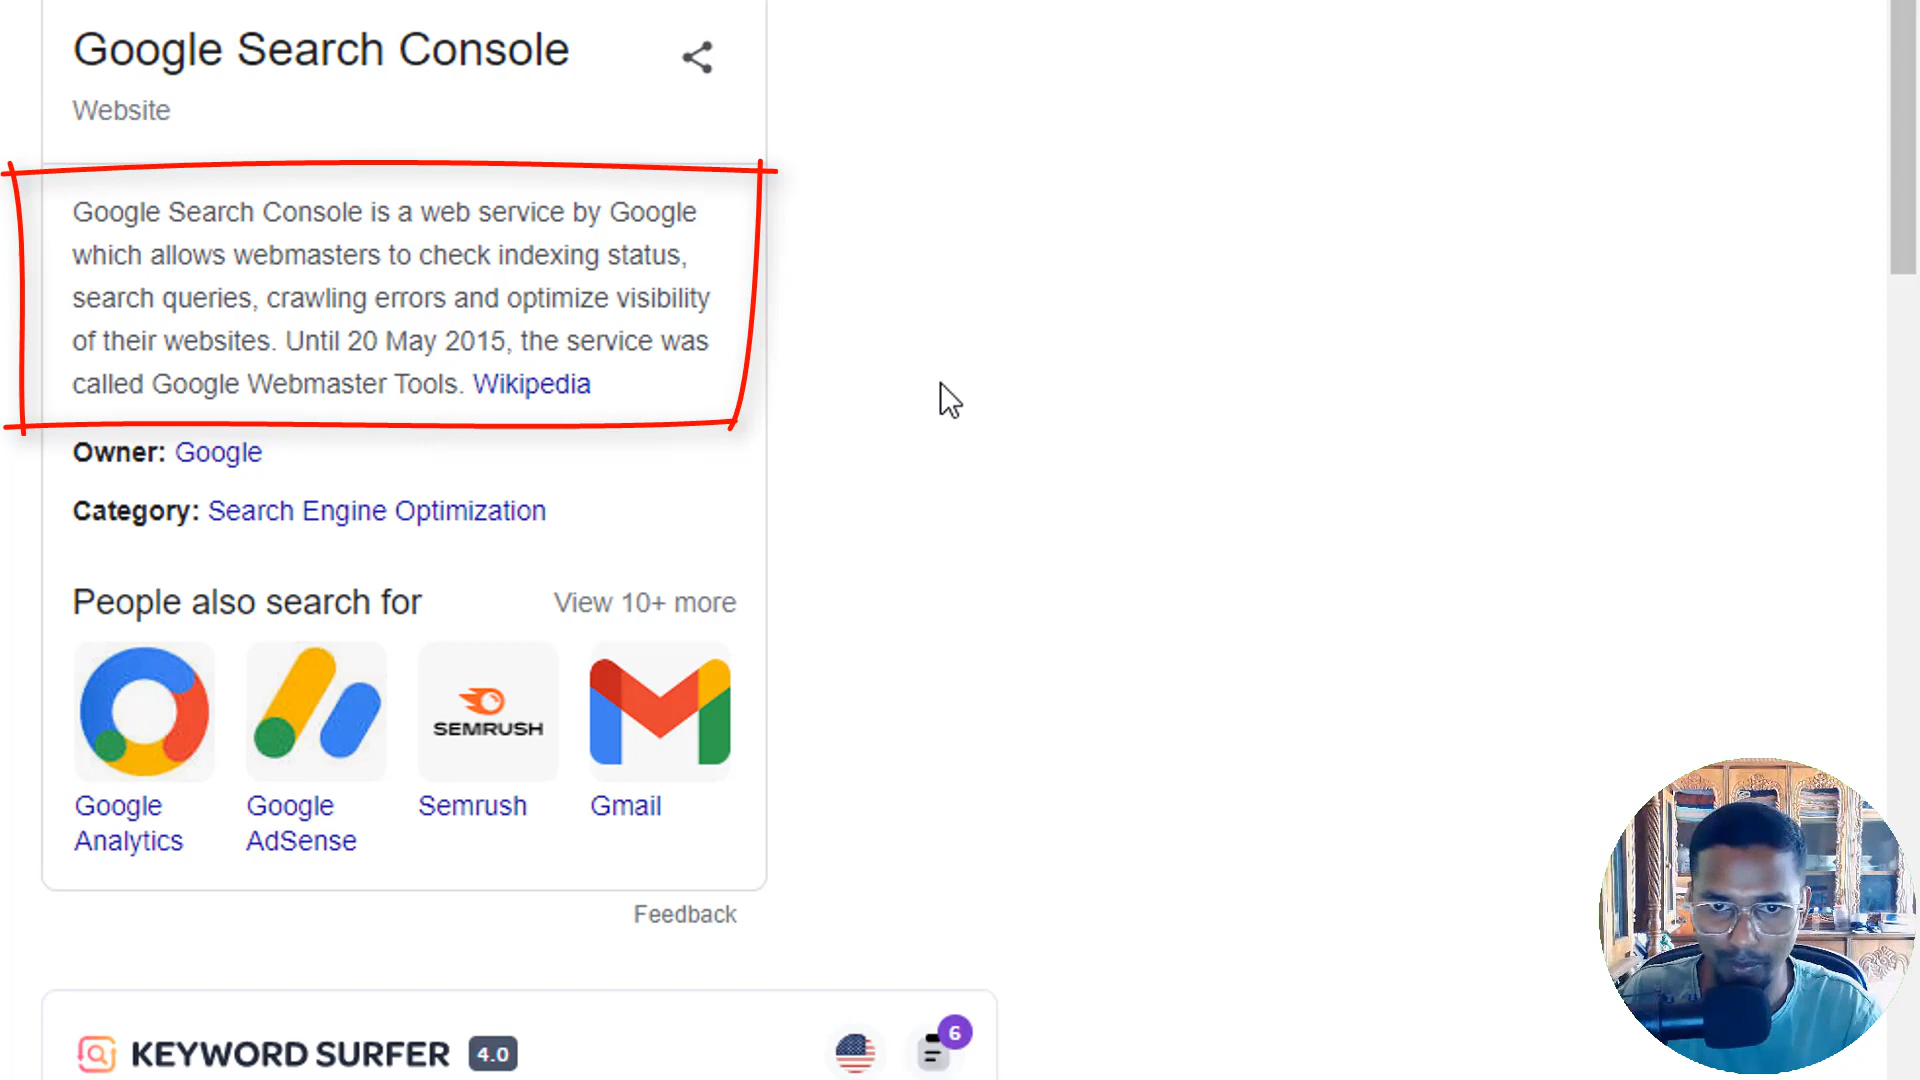 Google Search Console
Website
Google Search Console is a web service by Google
which allows webmasters to check indexing status,
search queries, crawling errors and optimize visibility
of their websites. Until 20 May 2015, the service was
called Google Webmaster Tools. Wikipedia
Owner: Google
Category: Search Engine Optimization
People also search for
View 10+ more
SEMRUSH
Google
Analytics
Google
AdSense
Semrush
Gmail
Feedback
KEYWORD SURFER 4.0
6